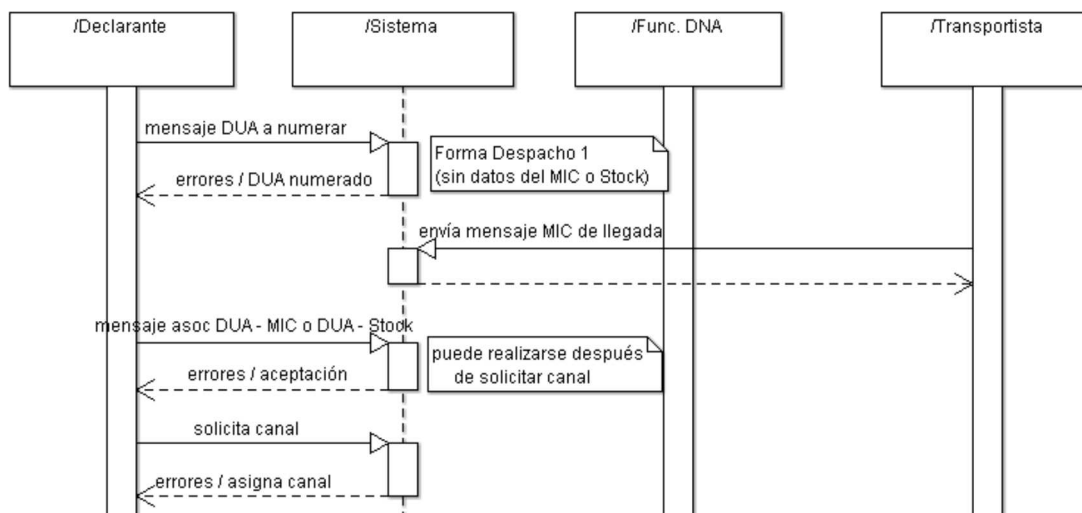 /Declarante
/Sistema
/Func. DNA
/Transportista
mensaje DUA a numerar
Forma Despacho 1
(sin datos del MIC o Stock)
errores / DUA numerado
envía mensaje MIC de llegada
mensaje asoc DUA - MIC o DUA - Stock
puede realizarse después
de solicitar canal
errores / aceptación
solicita canal
errores / asigna canal